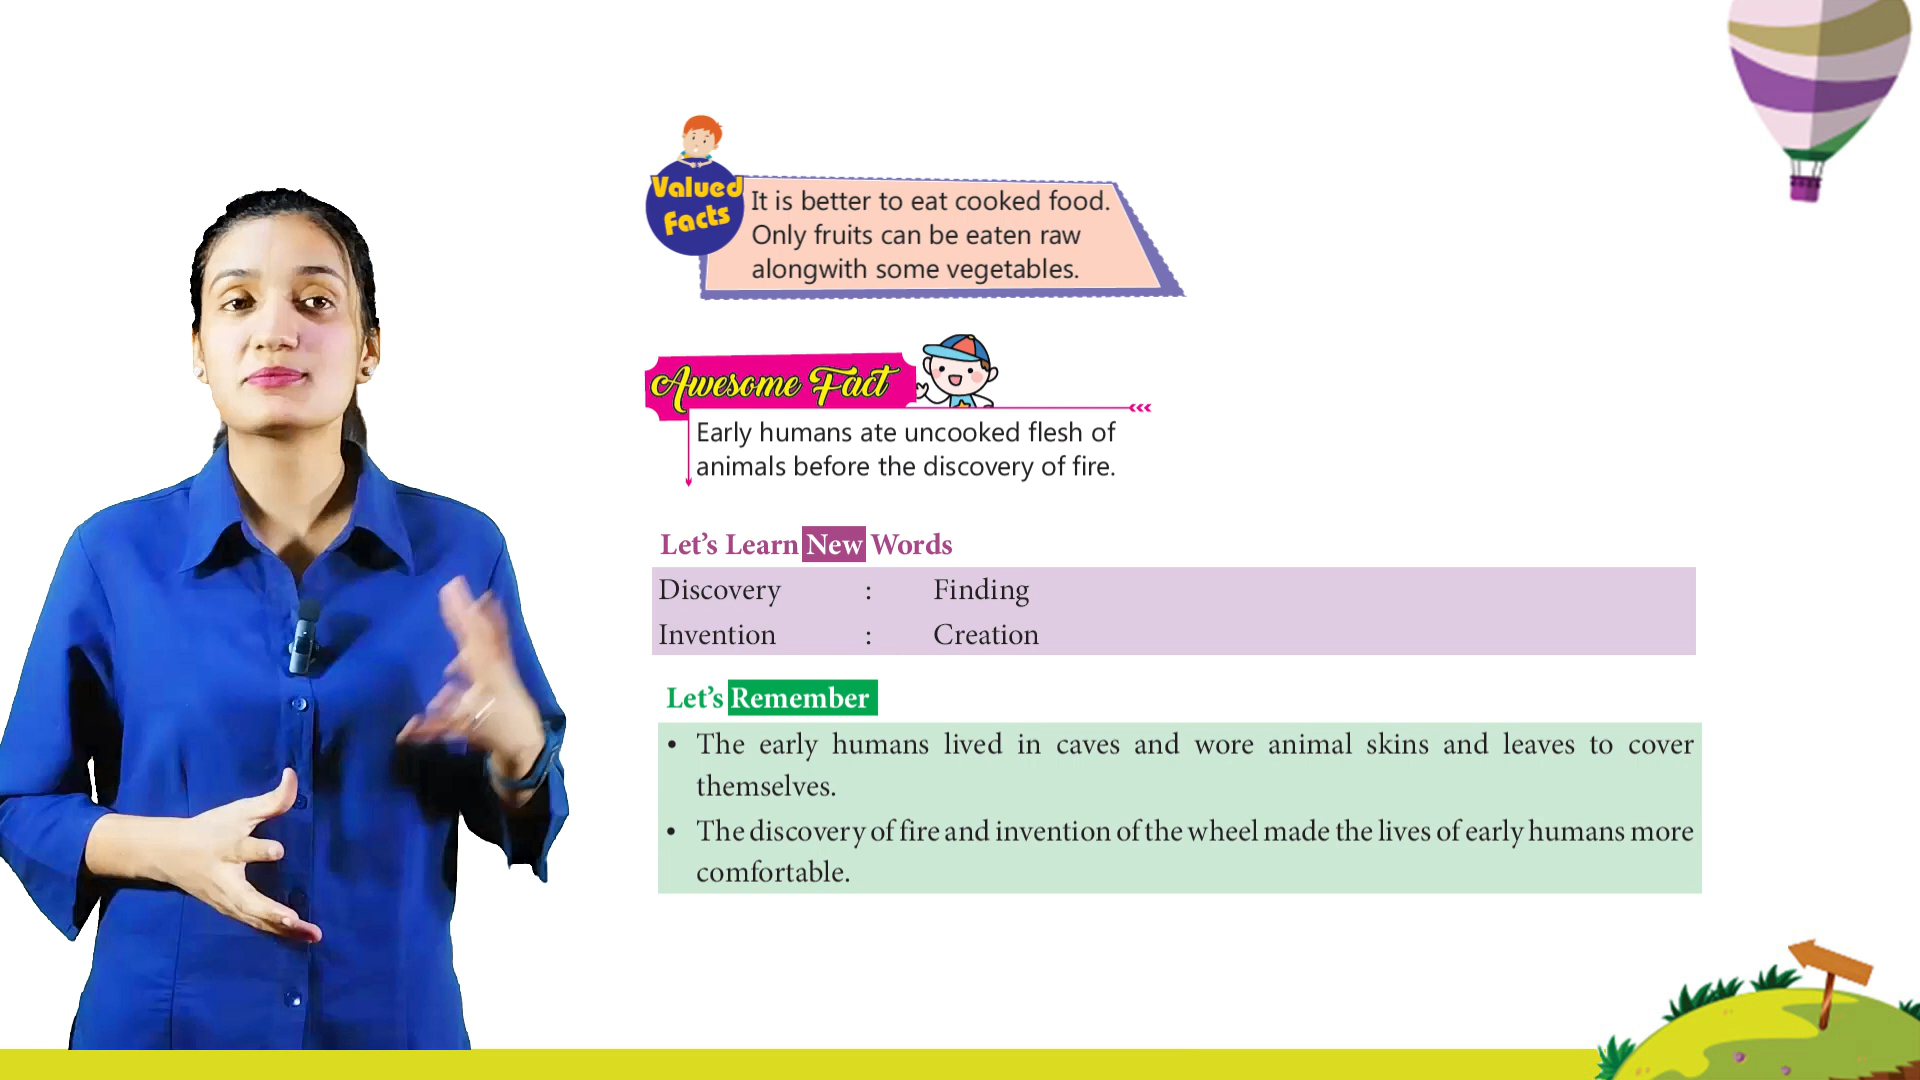 Valued
Facts
It is better to eat cooked food.
Only fruits can be eaten raw
alongwith some vegetables.
Awesome Fact
Early humans ate uncooked flesh of
animals before the discovery of fire.
Let's Learn New Words
Discovery : Finding
Invention : Creation
Let's Remember
• The early humans lived in caves and wore animal skins and leaves to cover
themselves.
• The discovery of fire and invention of the wheel made the lives of early humans more
comfortable.